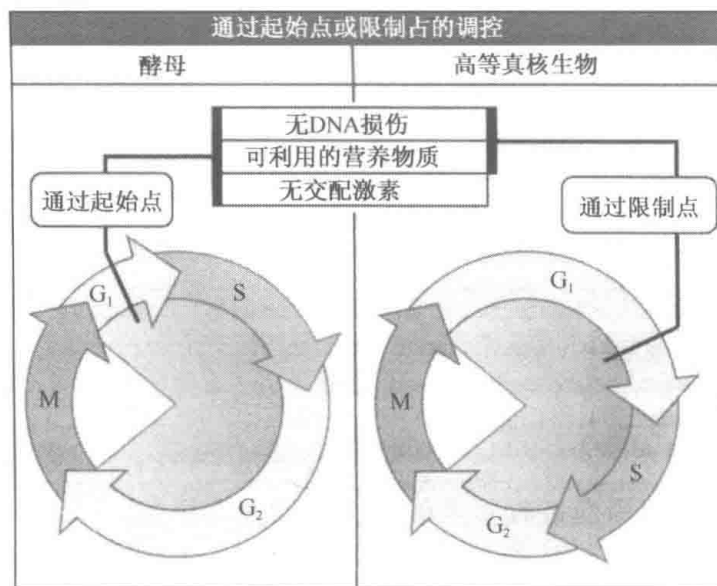 通过起始点或限制占的调控
酵母
高等真核生物
无DNA损伤
可利用的营养物质
无交配激素
通过起始点
通过限制点
G₁
S
M
G₂
G₁
M
S
G₂